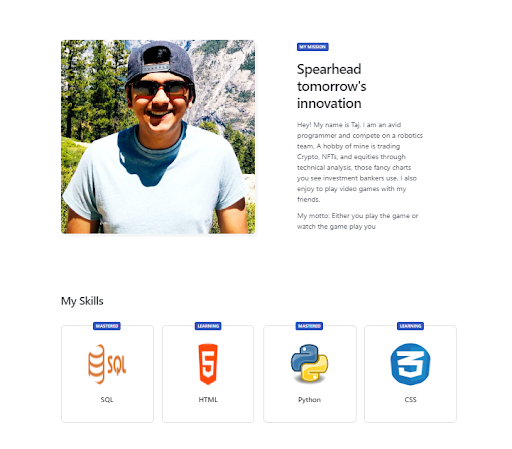 MY MISSION
Spearhead
tomorrow's
innovation
Hey! My name is Taj. I am an avid
programmer and compete on a robotics
team. A hobby of mine is trading
Crypto, NFTs, and equities through
technical analysis, those fancy charts
you see investment bankers use. I also
enjoy to play video games with my
friends.
My motto: Either you play the game or
watch the game play you
My Skills
MASTERED
LEARNING
MASTERED
LEARNING
SQL
5
3
SQL
HTML
Python
CSS